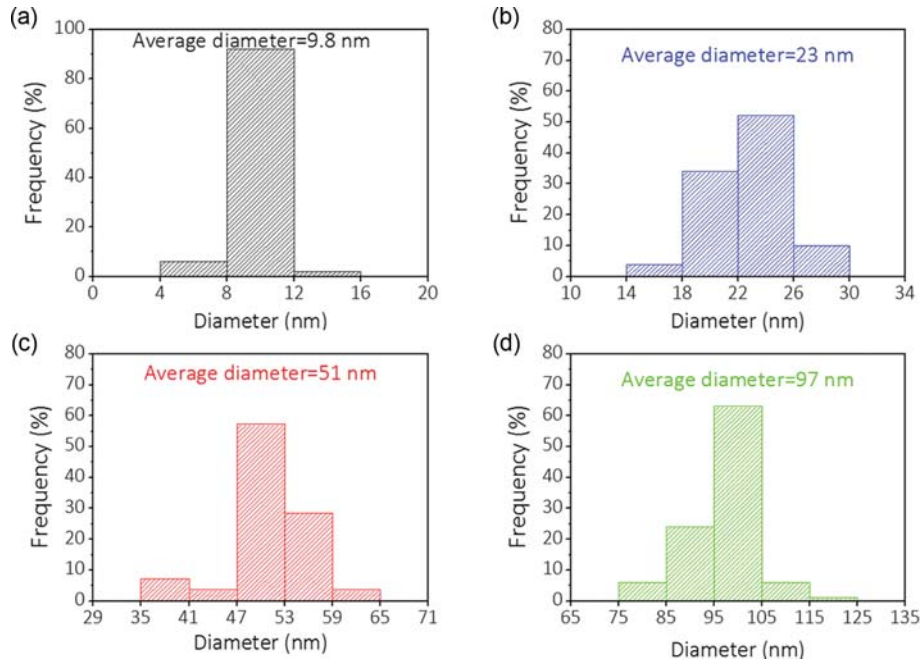 (a)
Average diameter=9.8 nm
Frequency (%)
100
80
60
40
20
0
0 4 8 12 16 20
Diameter (nm)
(b)
Average diameter=23 nm
Frequency (%)
80
70
60
50
40
30
20
10
0
10 14 18 22 26 30 34
Diameter (nm)
(c)
Average diameter=51 nm
Frequency (%)
80
70
60
50
40
30
20
10
0
29 35 41 47 53 59 65 71
Diameter (nm)
(d)
Average diameter=97 nm
Frequency (%)
80
70
60
50
40
30
20
10
0
65 75 85 95 105 115 125 135
Diameter (nm)